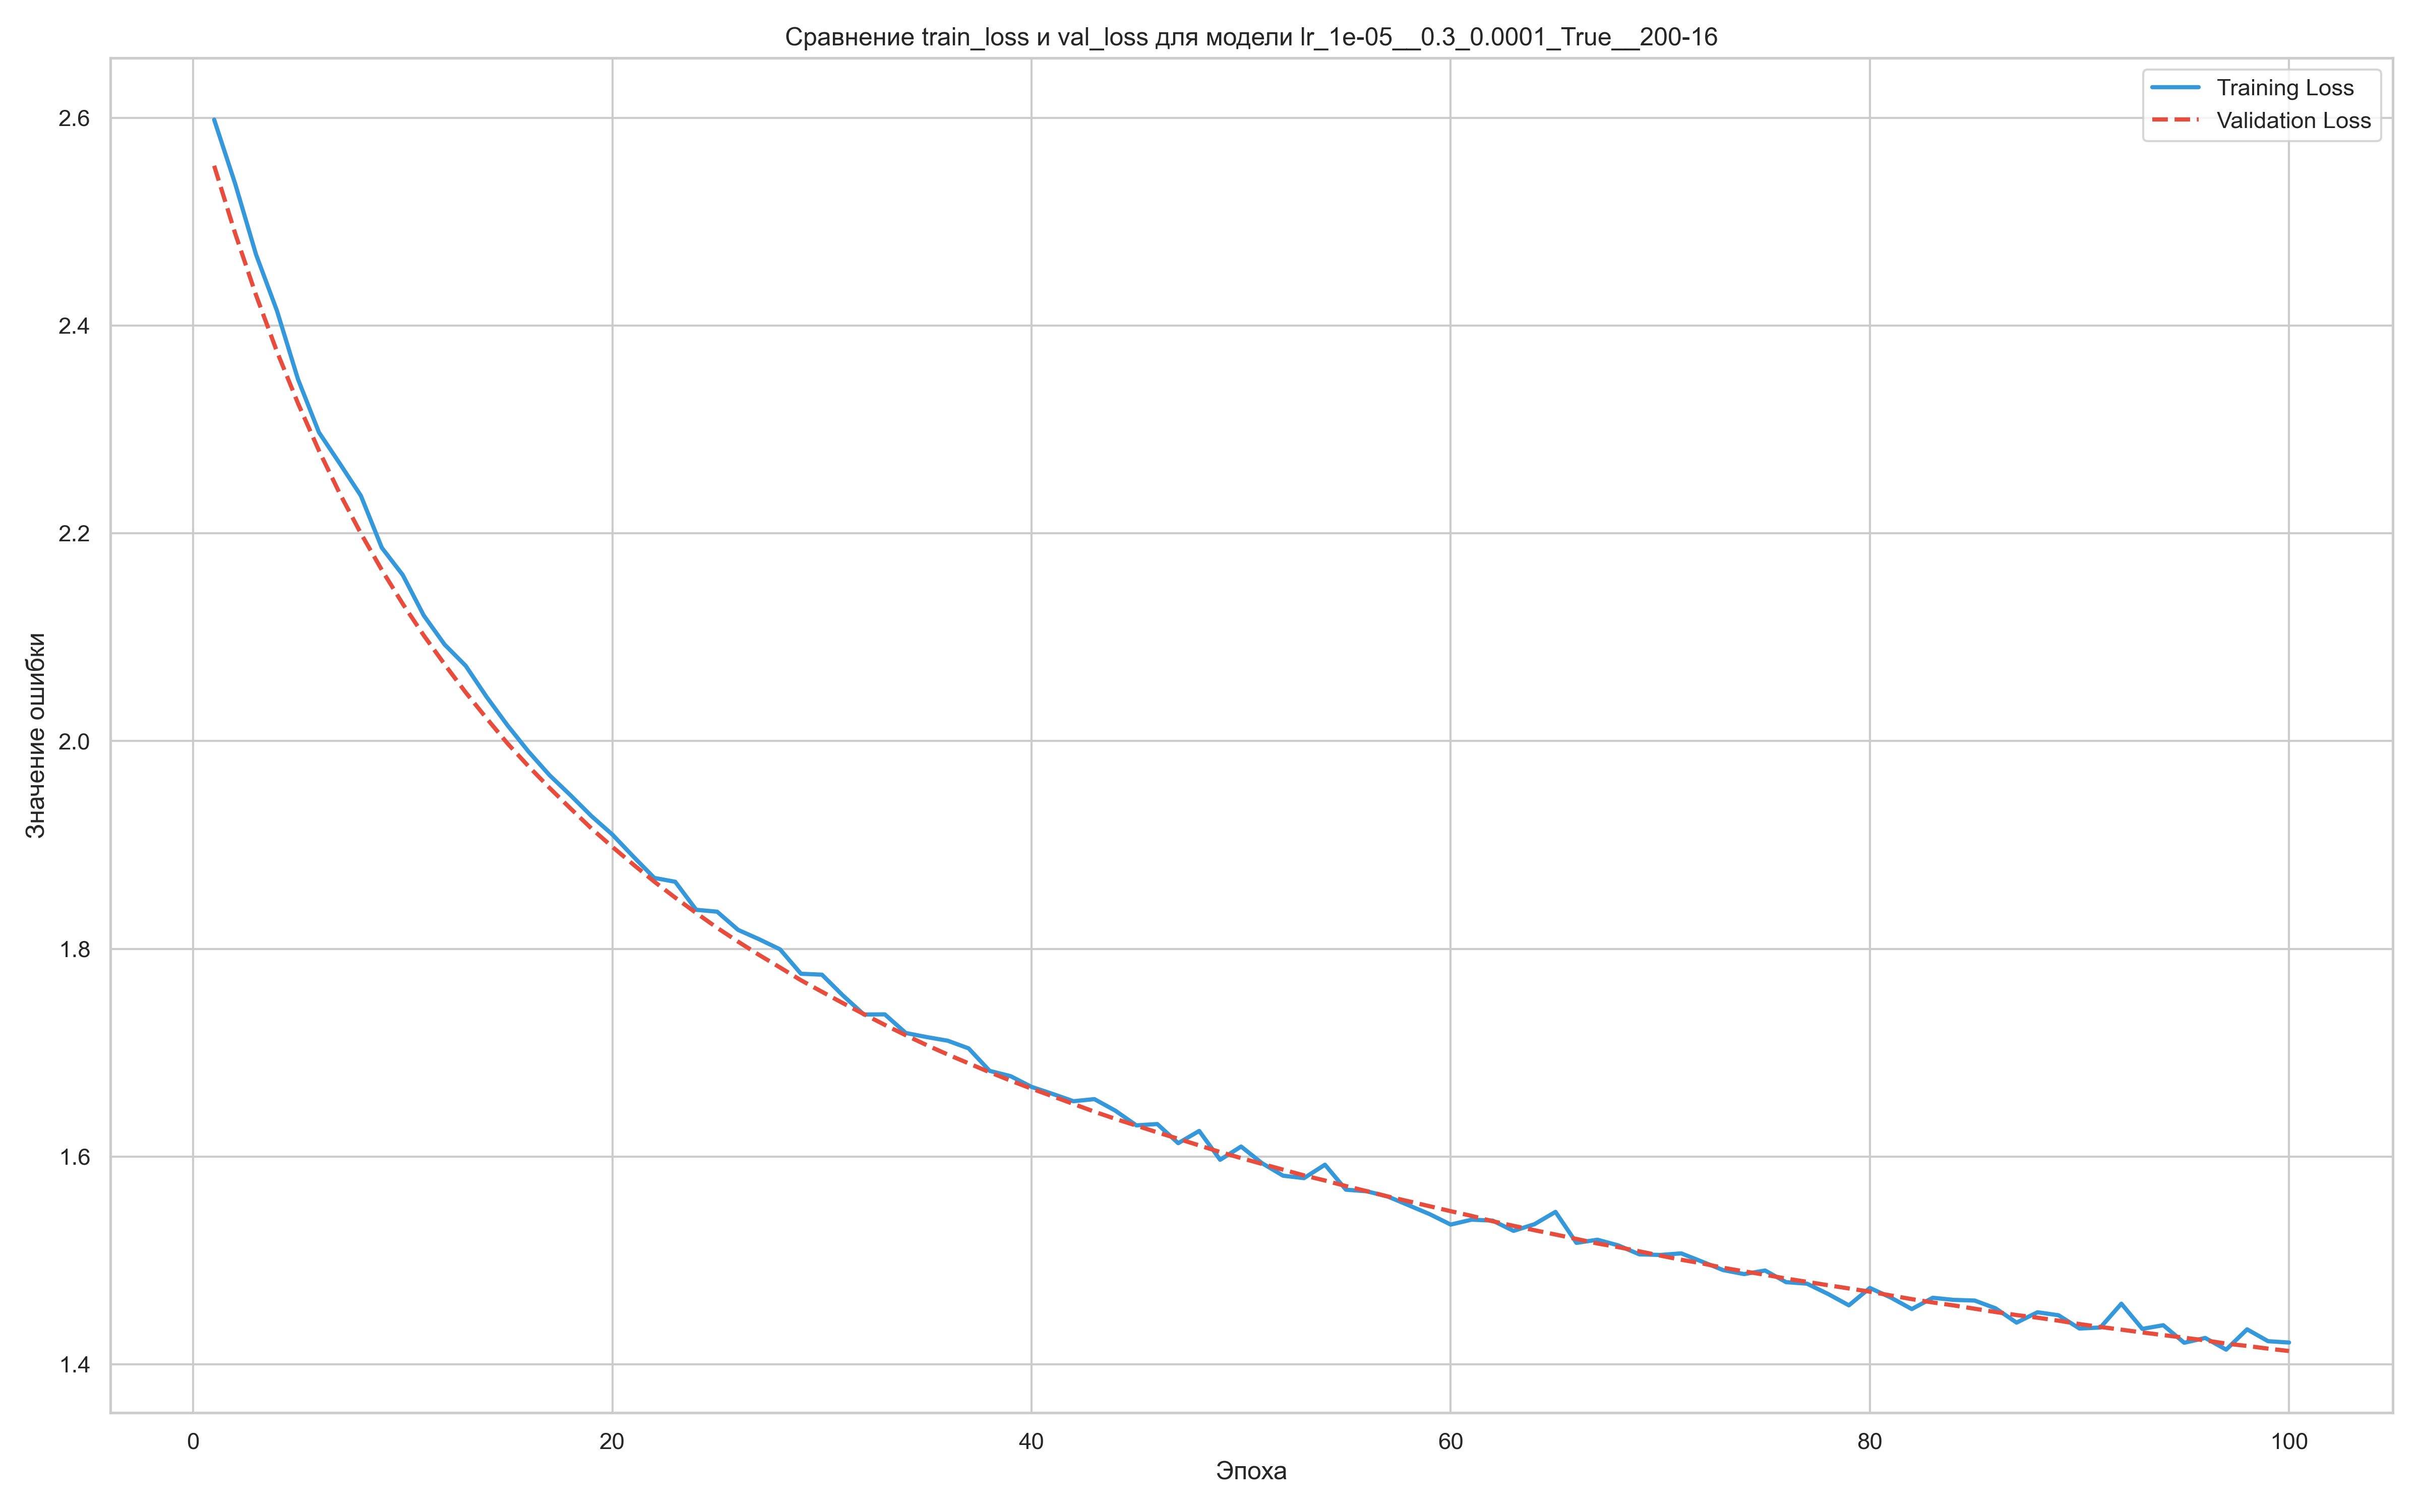 Сравнение train_loss и val_loss для модели lr_1e-05__0.3_0.0001_True__200-16
Training Loss
Validation Loss
Значение ошибки
2.6
2.4
2.2
2.0
1.8
1.6
1.4
0 20 40 60 80 100
Эпоха